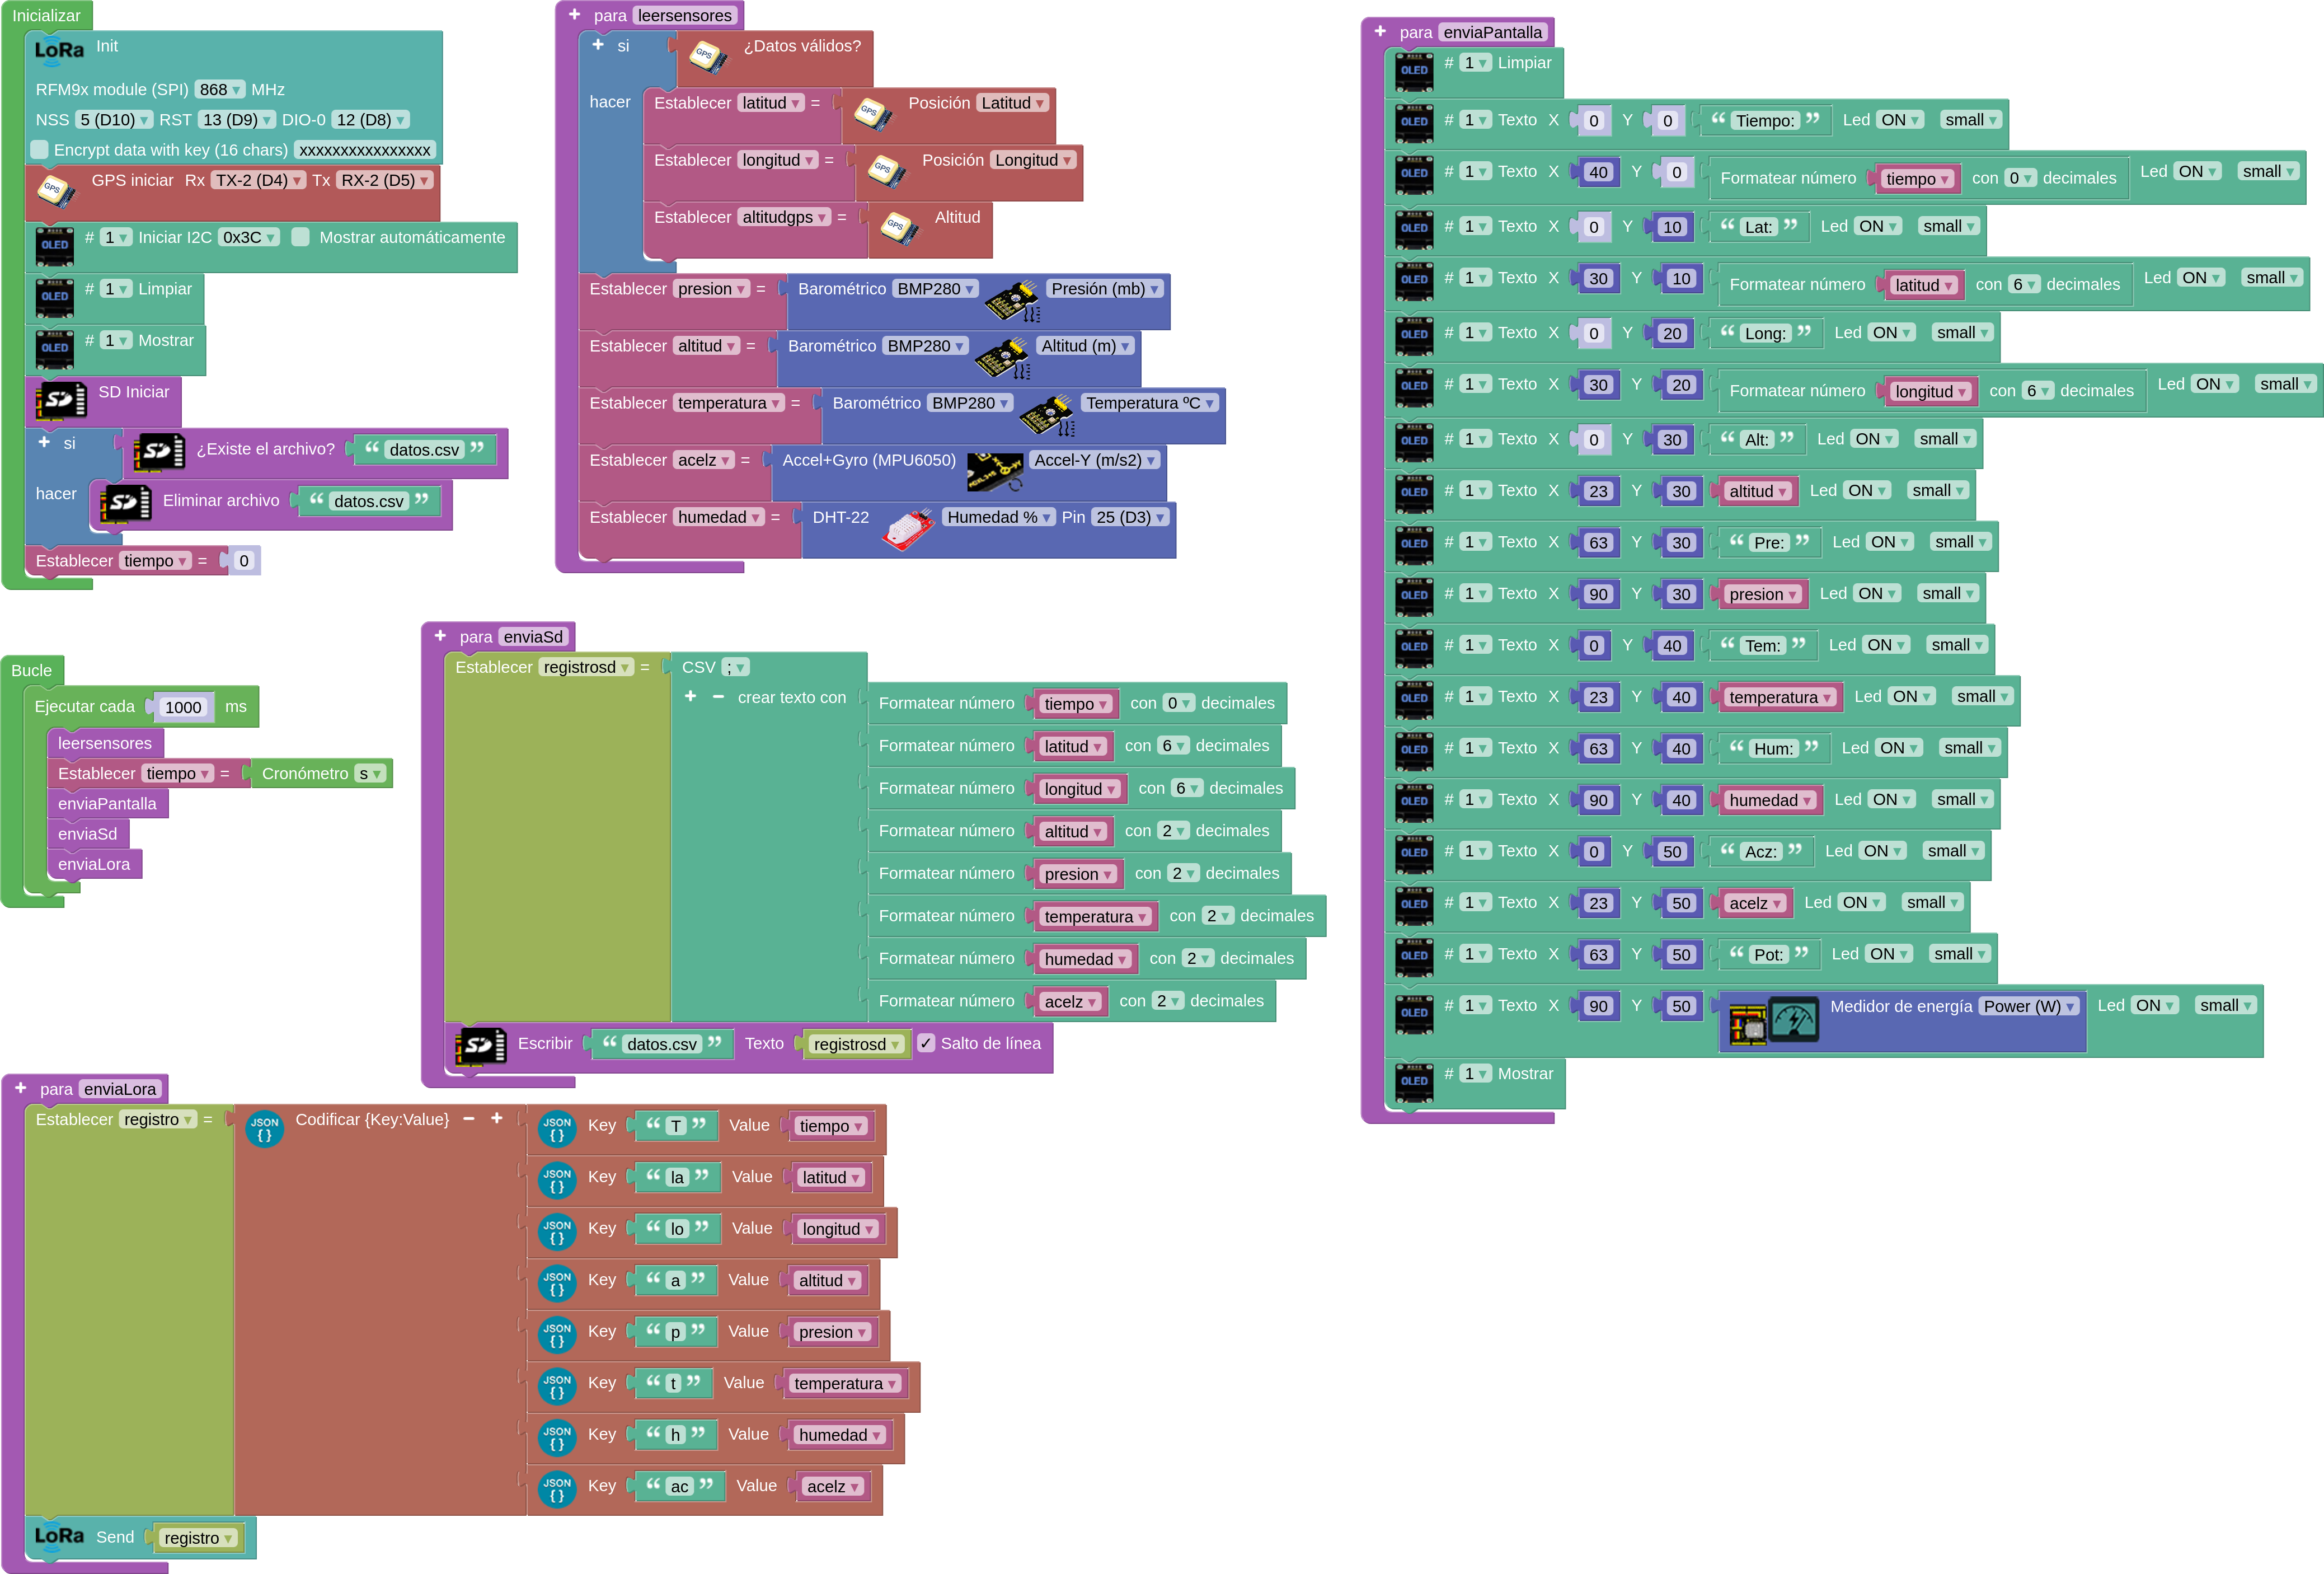 Inicializar
LoRa Init
RFM9x module (SPI) 868 MHz
NSS 5 (D10) RST 13 (D9) DIO-0 12 (D8)
Encrypt data with key (16 chars) xxxxxxxxxxxxxxxx
GPS GPS iniciar Rx TX-2 (D4) Tx RX-2 (D5)
OLED # 1 Iniciar I2C 0x3C Mostrar automáticamente
OLED # 1 Limpiar
OLED # 1 Mostrar
SD SD Iniciar
si SD ¿Existe el archivo? “ datos.csv ”
hacer SD Eliminar archivo “ datos.csv ”
Establecer tiempo = 0
para leersensores
si GPS ¿Datos válidos?
hacer Establecer latitud = GPS Posición Latitud
Establecer longitud = GPS Posición Longitud
Establecer altitudgps = GPS Altitud
Establecer presion = Barométrico BMP280 Presión (mb)
Establecer altitud = Barométrico BMP280 Altitud (m)
Establecer temperatura = Barométrico BMP280 Temperatura ºC
Establecer acelz = Accel+Gyro (MPU6050) Accel-Y (m/s2)
Establecer humedad = DHT-22 Humedad % Pin 25 (D3)
Bucle
Ejecutar cada 1000 ms
leersensores
Establecer tiempo = Cronómetro s
enviaPantalla
enviaSd
enviaLora
para enviaSd
Establecer registrosd = CSV ;
crear texto con Formatear número tiempo con 0 decimales
Formatear número latitud con 6 decimales
Formatear número longitud con 6 decimales
Formatear número altitud con 2 decimales
Formatear número presion con 2 decimales
Formatear número temperatura con 2 decimales
Formatear número humedad con 2 decimales
Formatear número acelz con 2 decimales
SD Escribir “ datos.csv ” Texto registrosd ✓ Salto de línea
para enviaLora
Establecer registro = JSON { } Codificar {Key:Value} JSON { } Key “ T ” Value tiempo
JSON { } Key “ la ” Value latitud
JSON { } Key “ lo ” Value longitud
JSON { } Key “ a ” Value altitud
JSON { } Key “ p ” Value presion
JSON { } Key “ t ” Value temperatura
JSON { } Key “ h ” Value humedad
JSON { } Key “ ac ” Value acelz
LoRa Send registro
para enviaPantalla
OLED # 1 Limpiar
OLED # 1 Texto X 0 Y 0 “ Tiempo: ” Led ON small
OLED # 1 Texto X 40 Y 0 Formatear número tiempo con 0 decimales Led ON small
OLED # 1 Texto X 0 Y 10 “ Lat: ” Led ON small
OLED # 1 Texto X 30 Y 10 Formatear número latitud con 6 decimales Led ON small
OLED # 1 Texto X 0 Y 20 “ Long: ” Led ON small
OLED # 1 Texto X 30 Y 20 Formatear número longitud con 6 decimales Led ON small
OLED # 1 Texto X 0 Y 30 “ Alt: ” Led ON small
OLED # 1 Texto X 23 Y 30 altitud Led ON small
OLED # 1 Texto X 63 Y 30 “ Pre: ” Led ON small
OLED # 1 Texto X 90 Y 30 presion Led ON small
OLED # 1 Texto X 0 Y 40 “ Tem: ” Led ON small
OLED # 1 Texto X 23 Y 40 temperatura Led ON small
OLED # 1 Texto X 63 Y 40 “ Hum: ” Led ON small
OLED # 1 Texto X 90 Y 40 humedad Led ON small
OLED # 1 Texto X 0 Y 50 “ Acz: ” Led ON small
OLED # 1 Texto X 23 Y 50 acelz Led ON small
OLED # 1 Texto X 63 Y 50 “ Pot: ” Led ON small
OLED # 1 Texto X 90 Y 50 Medidor de energía Power (W) Led ON small
OLED # 1 Mostrar